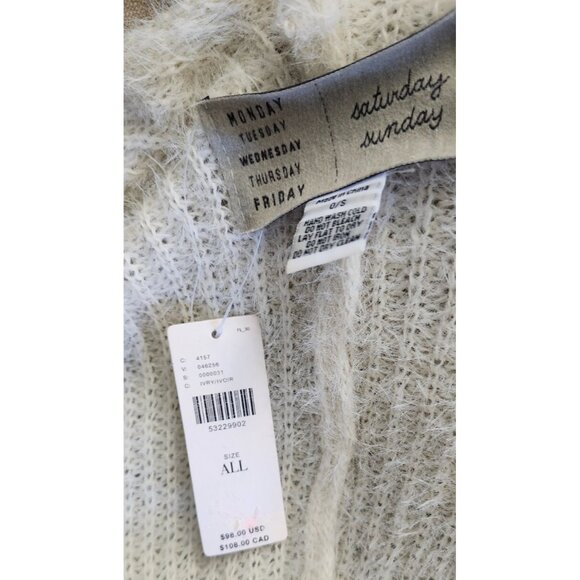 MONDAY
TUESDAY
WEDNESDAY
THURSDAY
FRIDAY
saturday
sunday
Made in China
O/S
HAND WASH COLD
DO NOT BLEACH
LAY FLAT TO DRY
DO NOT IRON
DO NOT DRY CLEAN
C: 4157
V: 046256
S: 0000031
C: IVRY/IVOIR
53229902
SIZE
ALL
$98.00 USD
$108.00 CAD